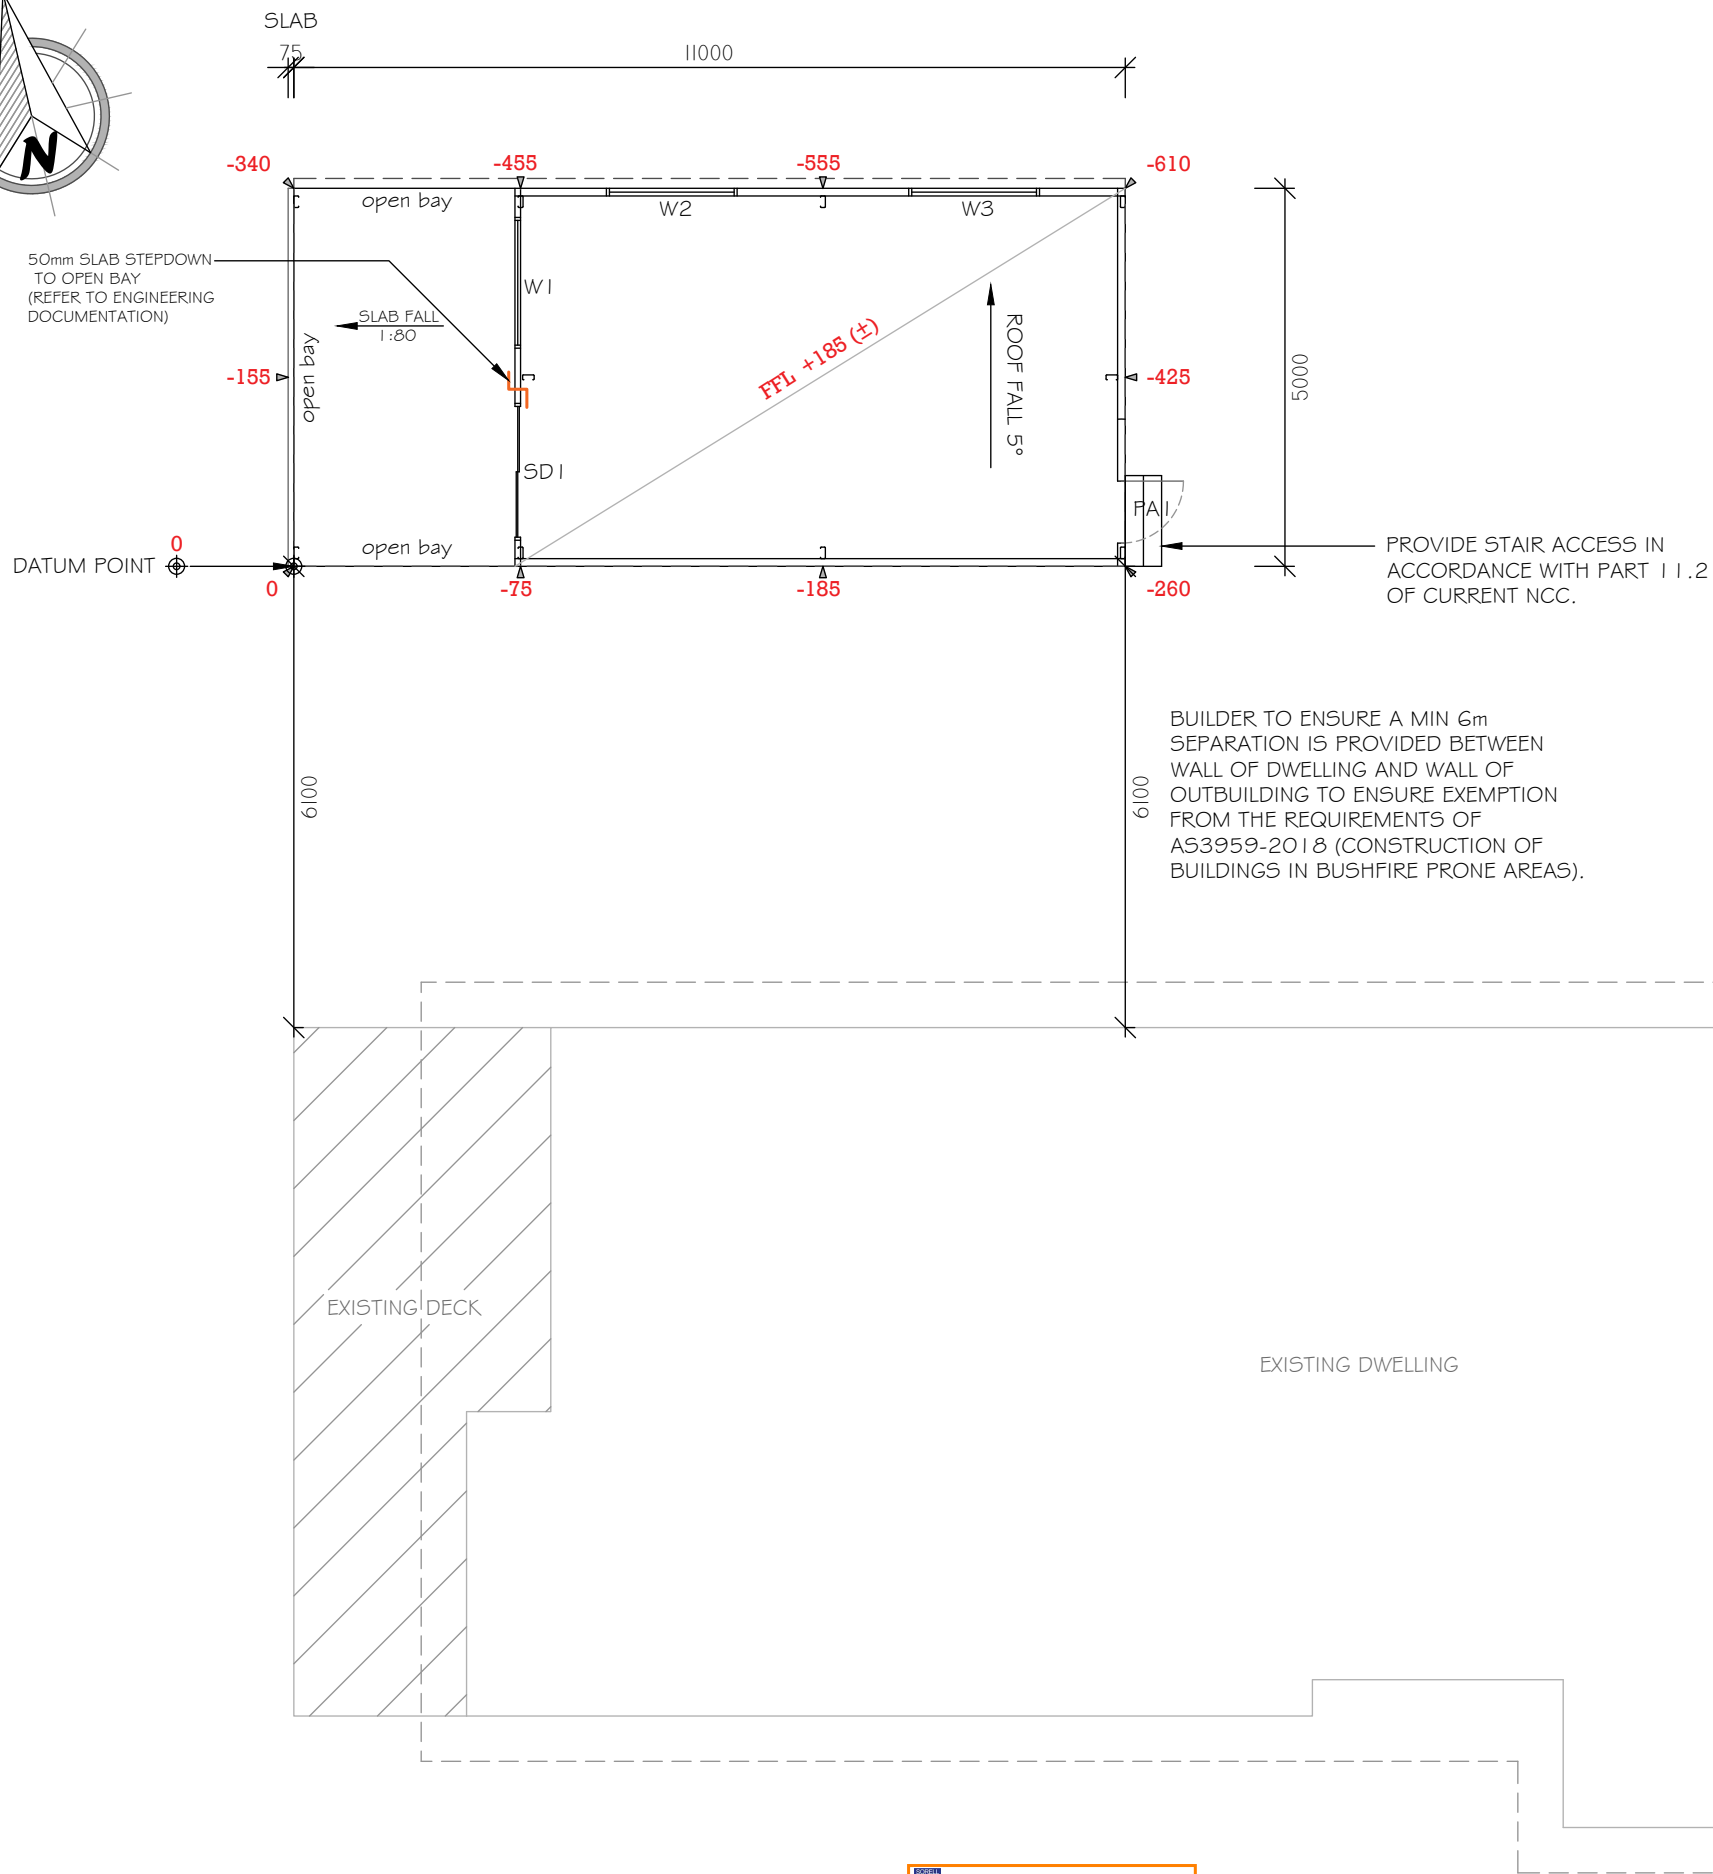 SLAB
75
11000
N
-340
-455
-555
-610
open bay
W2
W3
50mm SLAB STEPDOWN
TO OPEN BAY
(REFER TO ENGINEERING
DOCUMENTATION)
W1
SLAB FALL
1:80
open bay
FFL +185 (±)
ROOF FALL 5°
5000
-155
-425
SD1
PA1
open bay
DATUM POINT
0
0
-75
-185
-260
PROVIDE STAIR ACCESS IN
ACCORDANCE WITH PART 11.2
OF CURRENT NCC.
6100
6100
BUILDER TO ENSURE A MIN 6m
SEPARATION IS PROVIDED BETWEEN
WALL OF DWELLING AND WALL OF
OUTBUILDING TO ENSURE EXEMPTION
FROM THE REQUIREMENTS OF
AS3959-2018 (CONSTRUCTION OF
BUILDINGS IN BUSHFIRE PRONE AREAS).
EXISTING DECK
EXISTING DWELLING
SORELL